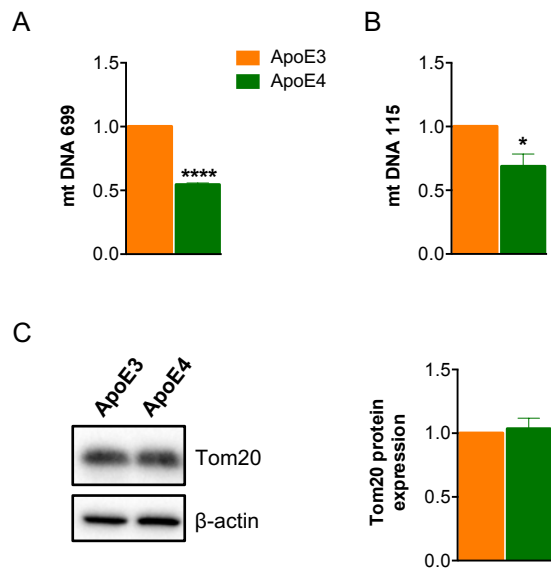 A
B
ApoE3
ApoE4
mt DNA 699
1.5
1.0
0.5
0.0
****
mt DNA 115
1.5
1.0
0.5
0.0
*
C
ApoE3
ApoE4
Tom20
β-actin
Tom20 protein
expression
1.5
1.0
0.5
0.0